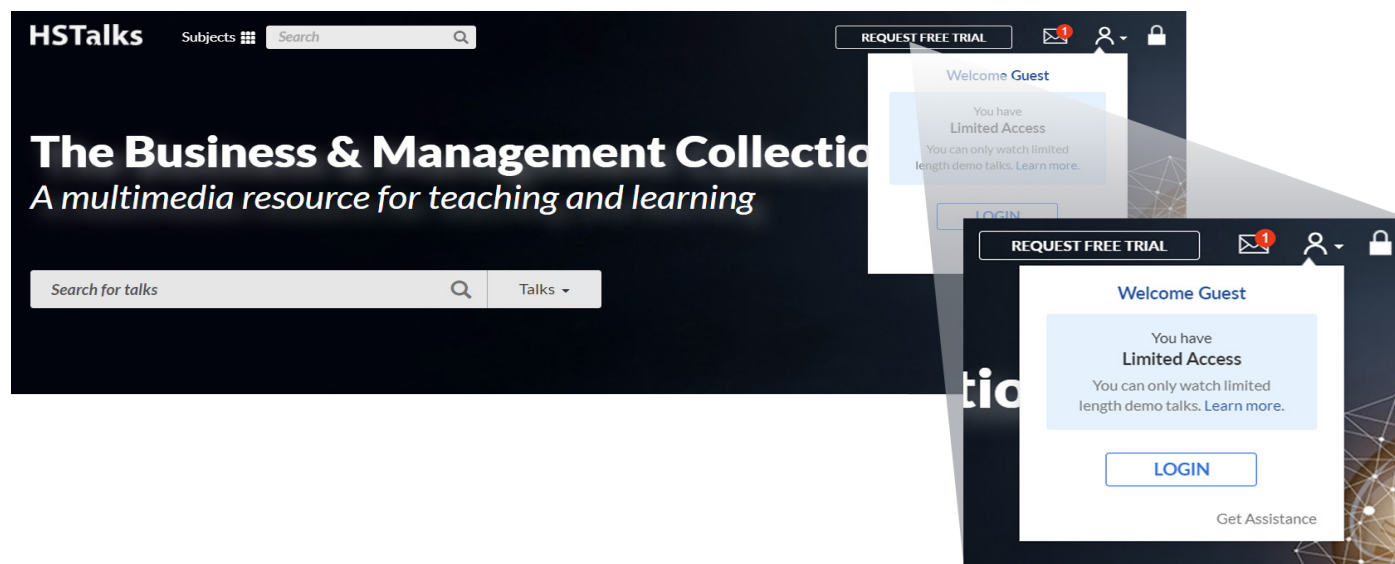 HSTalks Subjects Search REQUEST FREE TRIAL 1
Welcome Guest
You have
Limited Access
You can only watch limited
length demo talks. Learn more.
LOGIN
The Business & Management Collectio
A multimedia resource for teaching and learning
Search for talks Talks
REQUEST FREE TRIAL 1
Welcome Guest
You have
Limited Access
You can only watch limited
length demo talks. Learn more.
LOGIN
Get Assistance
tio